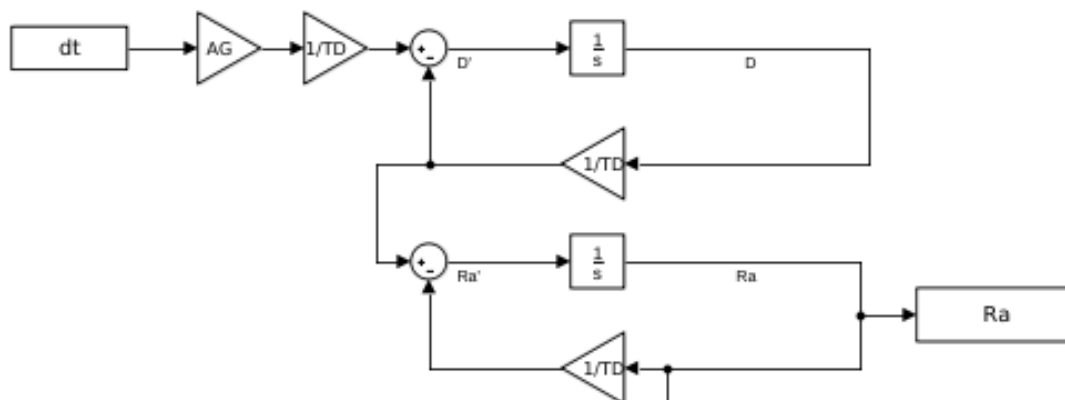 dt
AG
1/TD
+
-
D'
1
s
D
1/TD
+
-
Ra'
1
s
Ra
Ra
1/TD